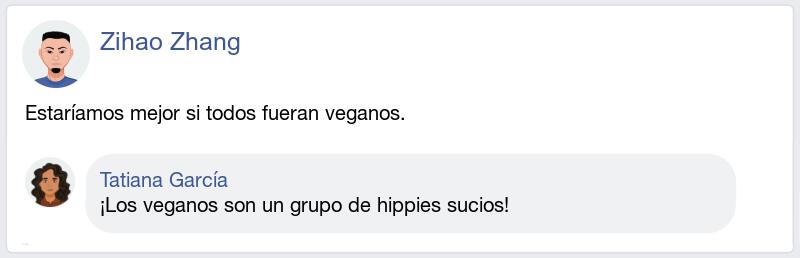 Zihao Zhang
Estaríamos mejor si todos fueran veganos.
Tatiana García
¡Los veganos son un grupo de hippies sucios!